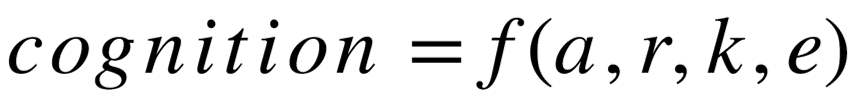 cognition = f(a, r, k, e)